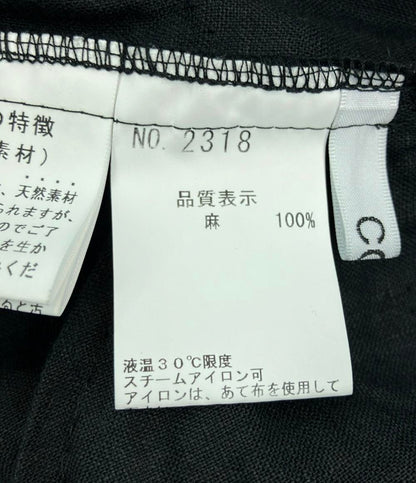 の特徴
素材)
、天然素材
られますが、
のでご了
を生か
くだ
NO. 2318
品質表示
麻 100%
液温30℃限度
スチームアイロン可
アイロンは、あて布を使用して
CO